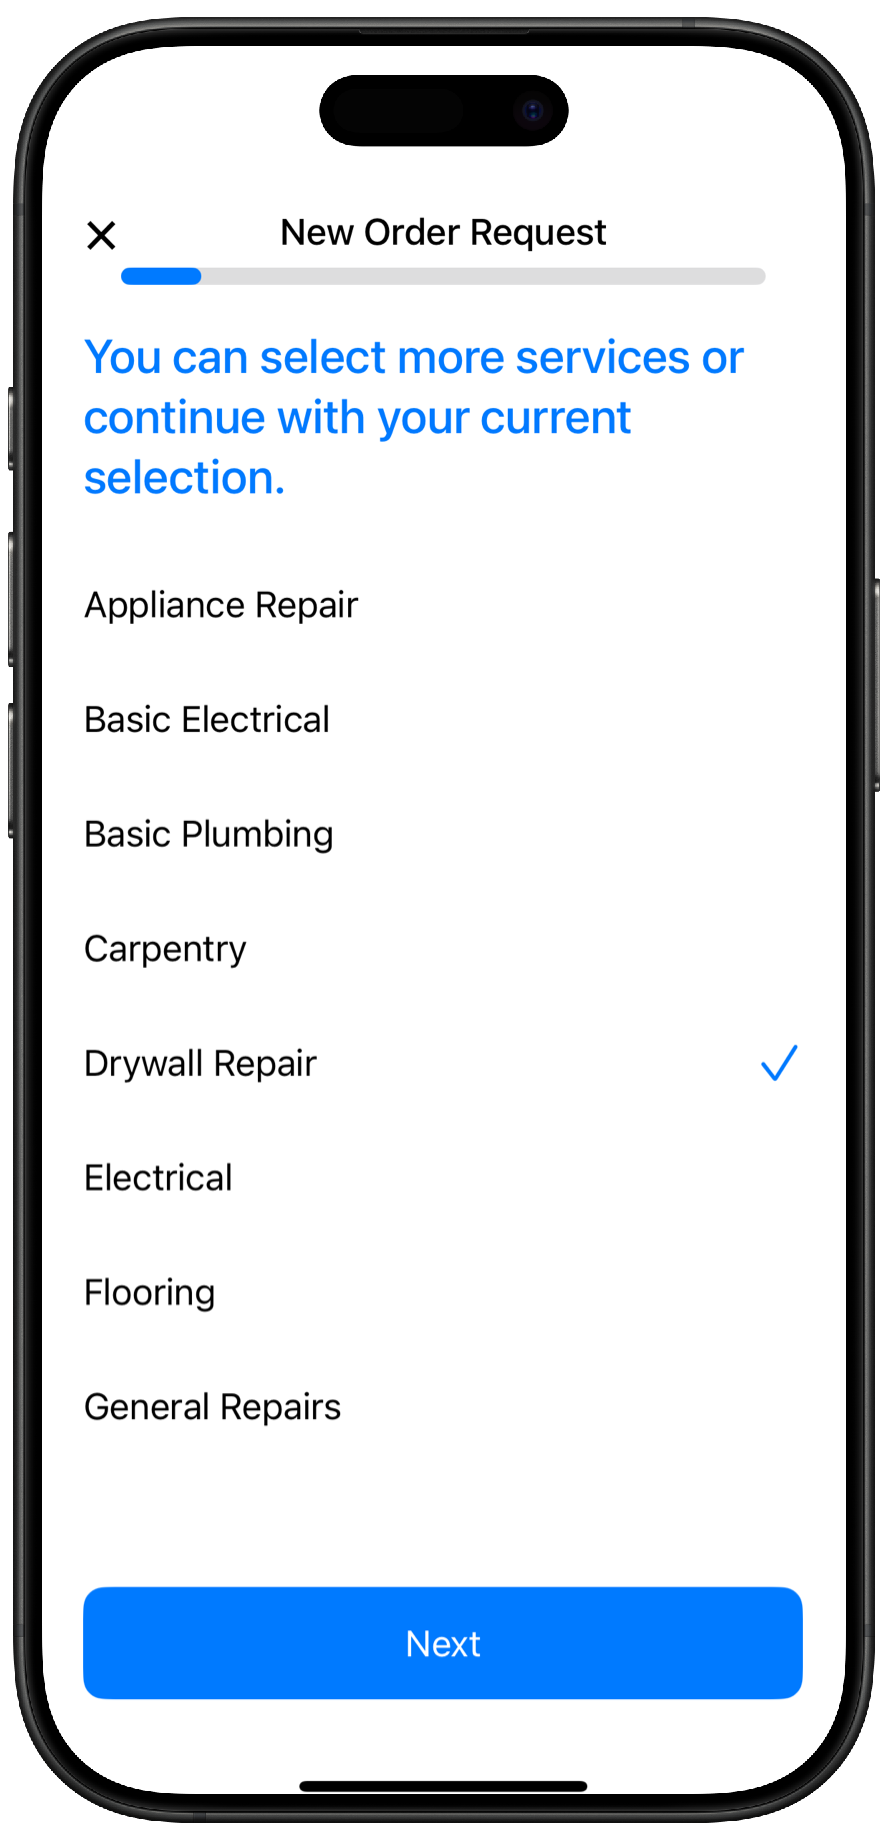 New Order Request
You can select more services or
continue with your current
selection.
Appliance Repair
Basic Electrical
Basic Plumbing
Carpentry
Drywall Repair
Electrical
Flooring
General Repairs
Next